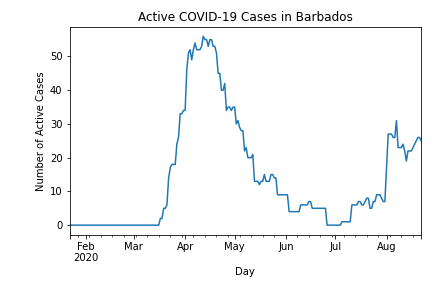 Active COVID-19 Cases in Barbados
Number of Active Cases
50
40
30
20
10
0
Feb Mar Apr May Jun Jul Aug
2020
Day